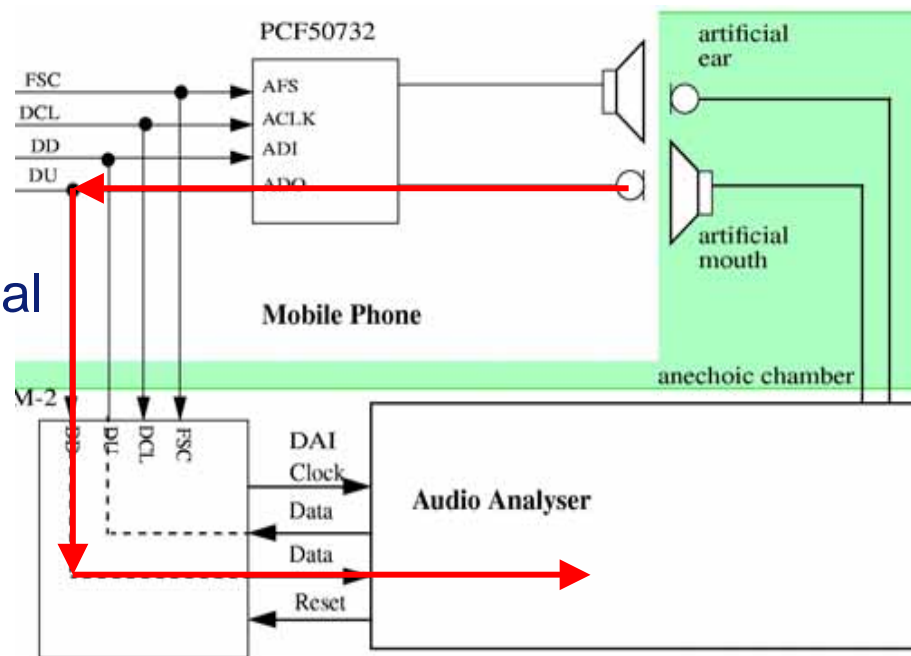 PCF50732
artificial
ear
FSC
AFS
DCL
ACLK
DD
ADI
DU
ADO
artificial
mouth
al
Mobile Phone
anechoic chamber
M-2
DD
DU
DCL
FSC
DAI
Clock
Data
Audio Analyser
Data
Reset